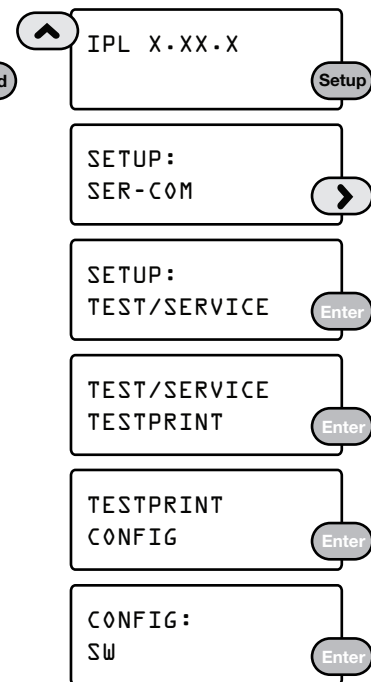 IPL X.XX.X
Setup
SETUP:
SER-COM
SETUP:
TEST/SERVICE
Enter
TEST/SERVICE
TESTPRINT
Enter
TESTPRINT
CONFIG
Enter
CONFIG:
SW
Enter